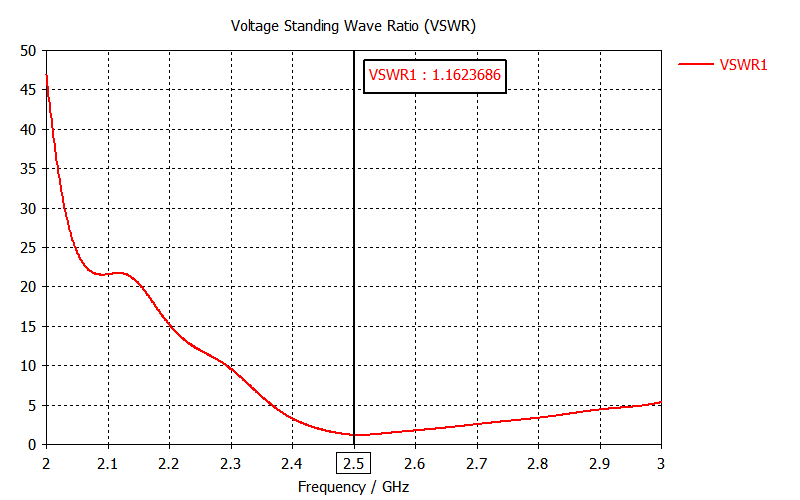 Voltage Standing Wave Ratio (VSWR)
50
VSWR1
VSWR1 : 1.1623686
45
40
35
30
25
20
15
10
5
0
2 2.1 2.2 2.3 2.4 2.5 2.6 2.7 2.8 2.9 3
Frequency / GHz